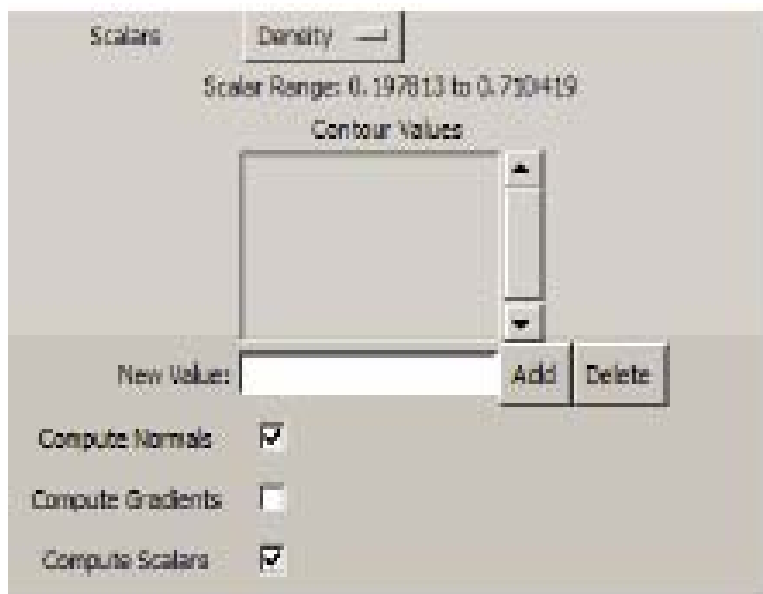 Scalars Density
Scalar Range: 0.197813 to 0.710419
Contour Values
New Value: Add Delete
Compute Normals
Compute Gradients
Compute Scalars